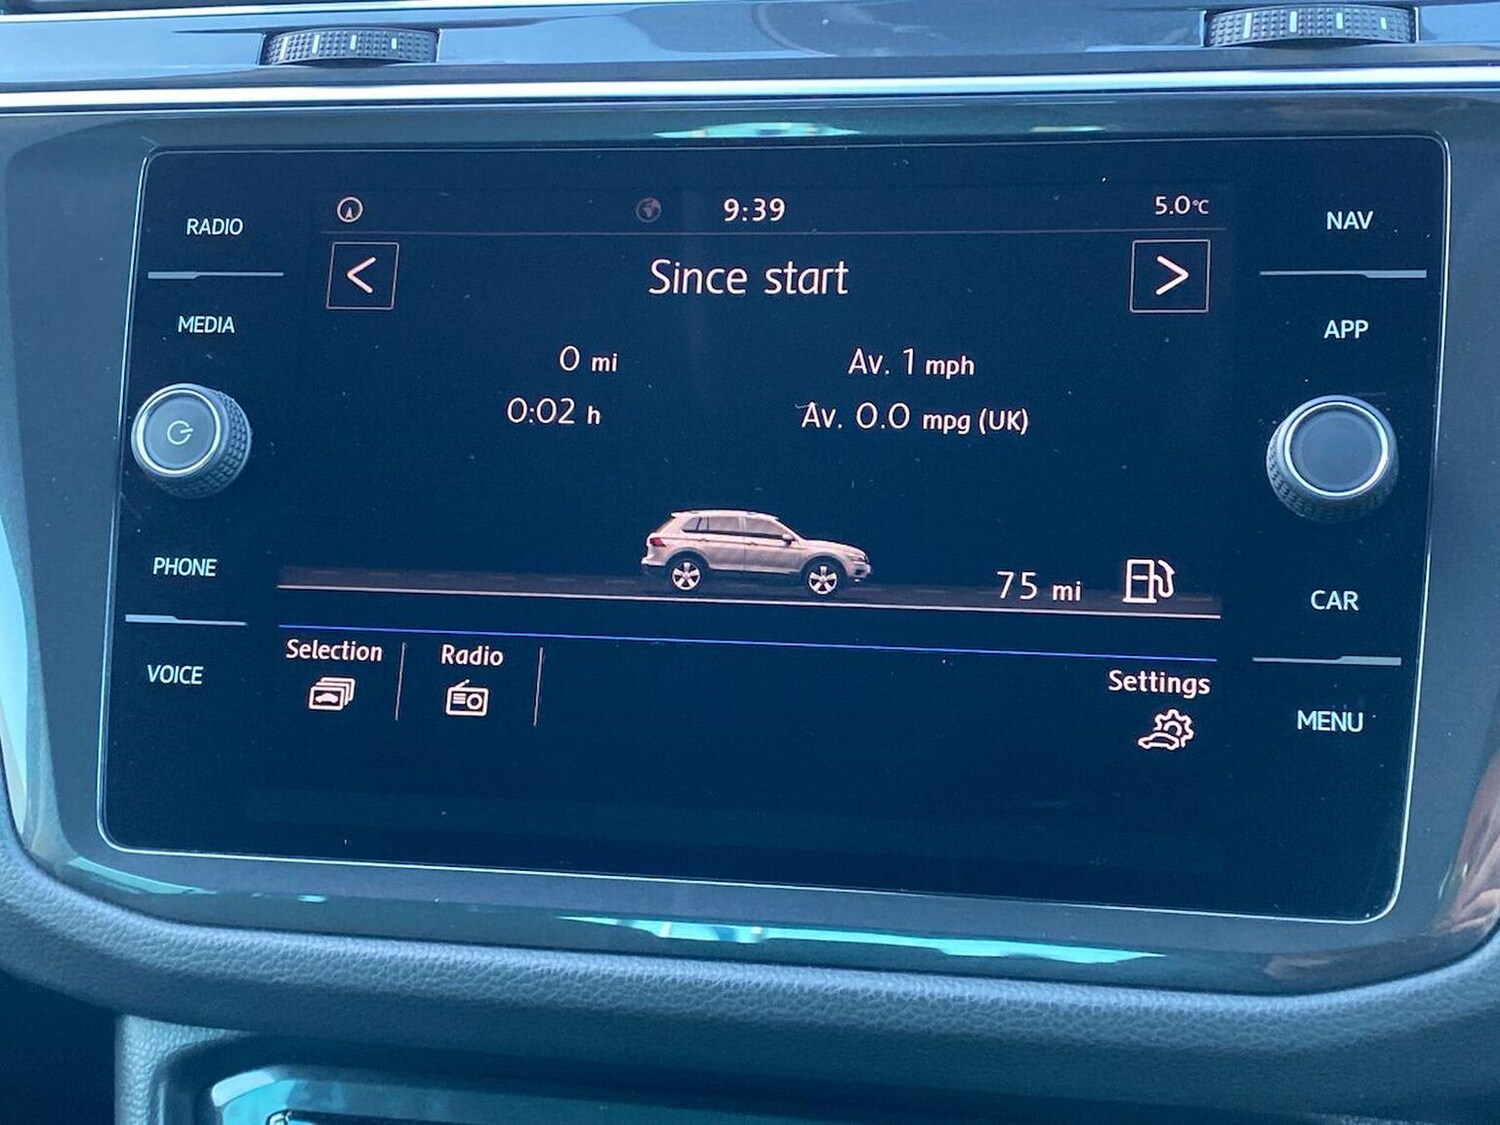 RADIO
MEDIA
PHONE
VOICE
9:39
5.0°C
<
Since start
>
0 mi
Av. 1 mph
0:02 h
Av. 0.0 mpg (UK)
75 mi
Selection
Radio
Settings
NAV
APP
CAR
MENU